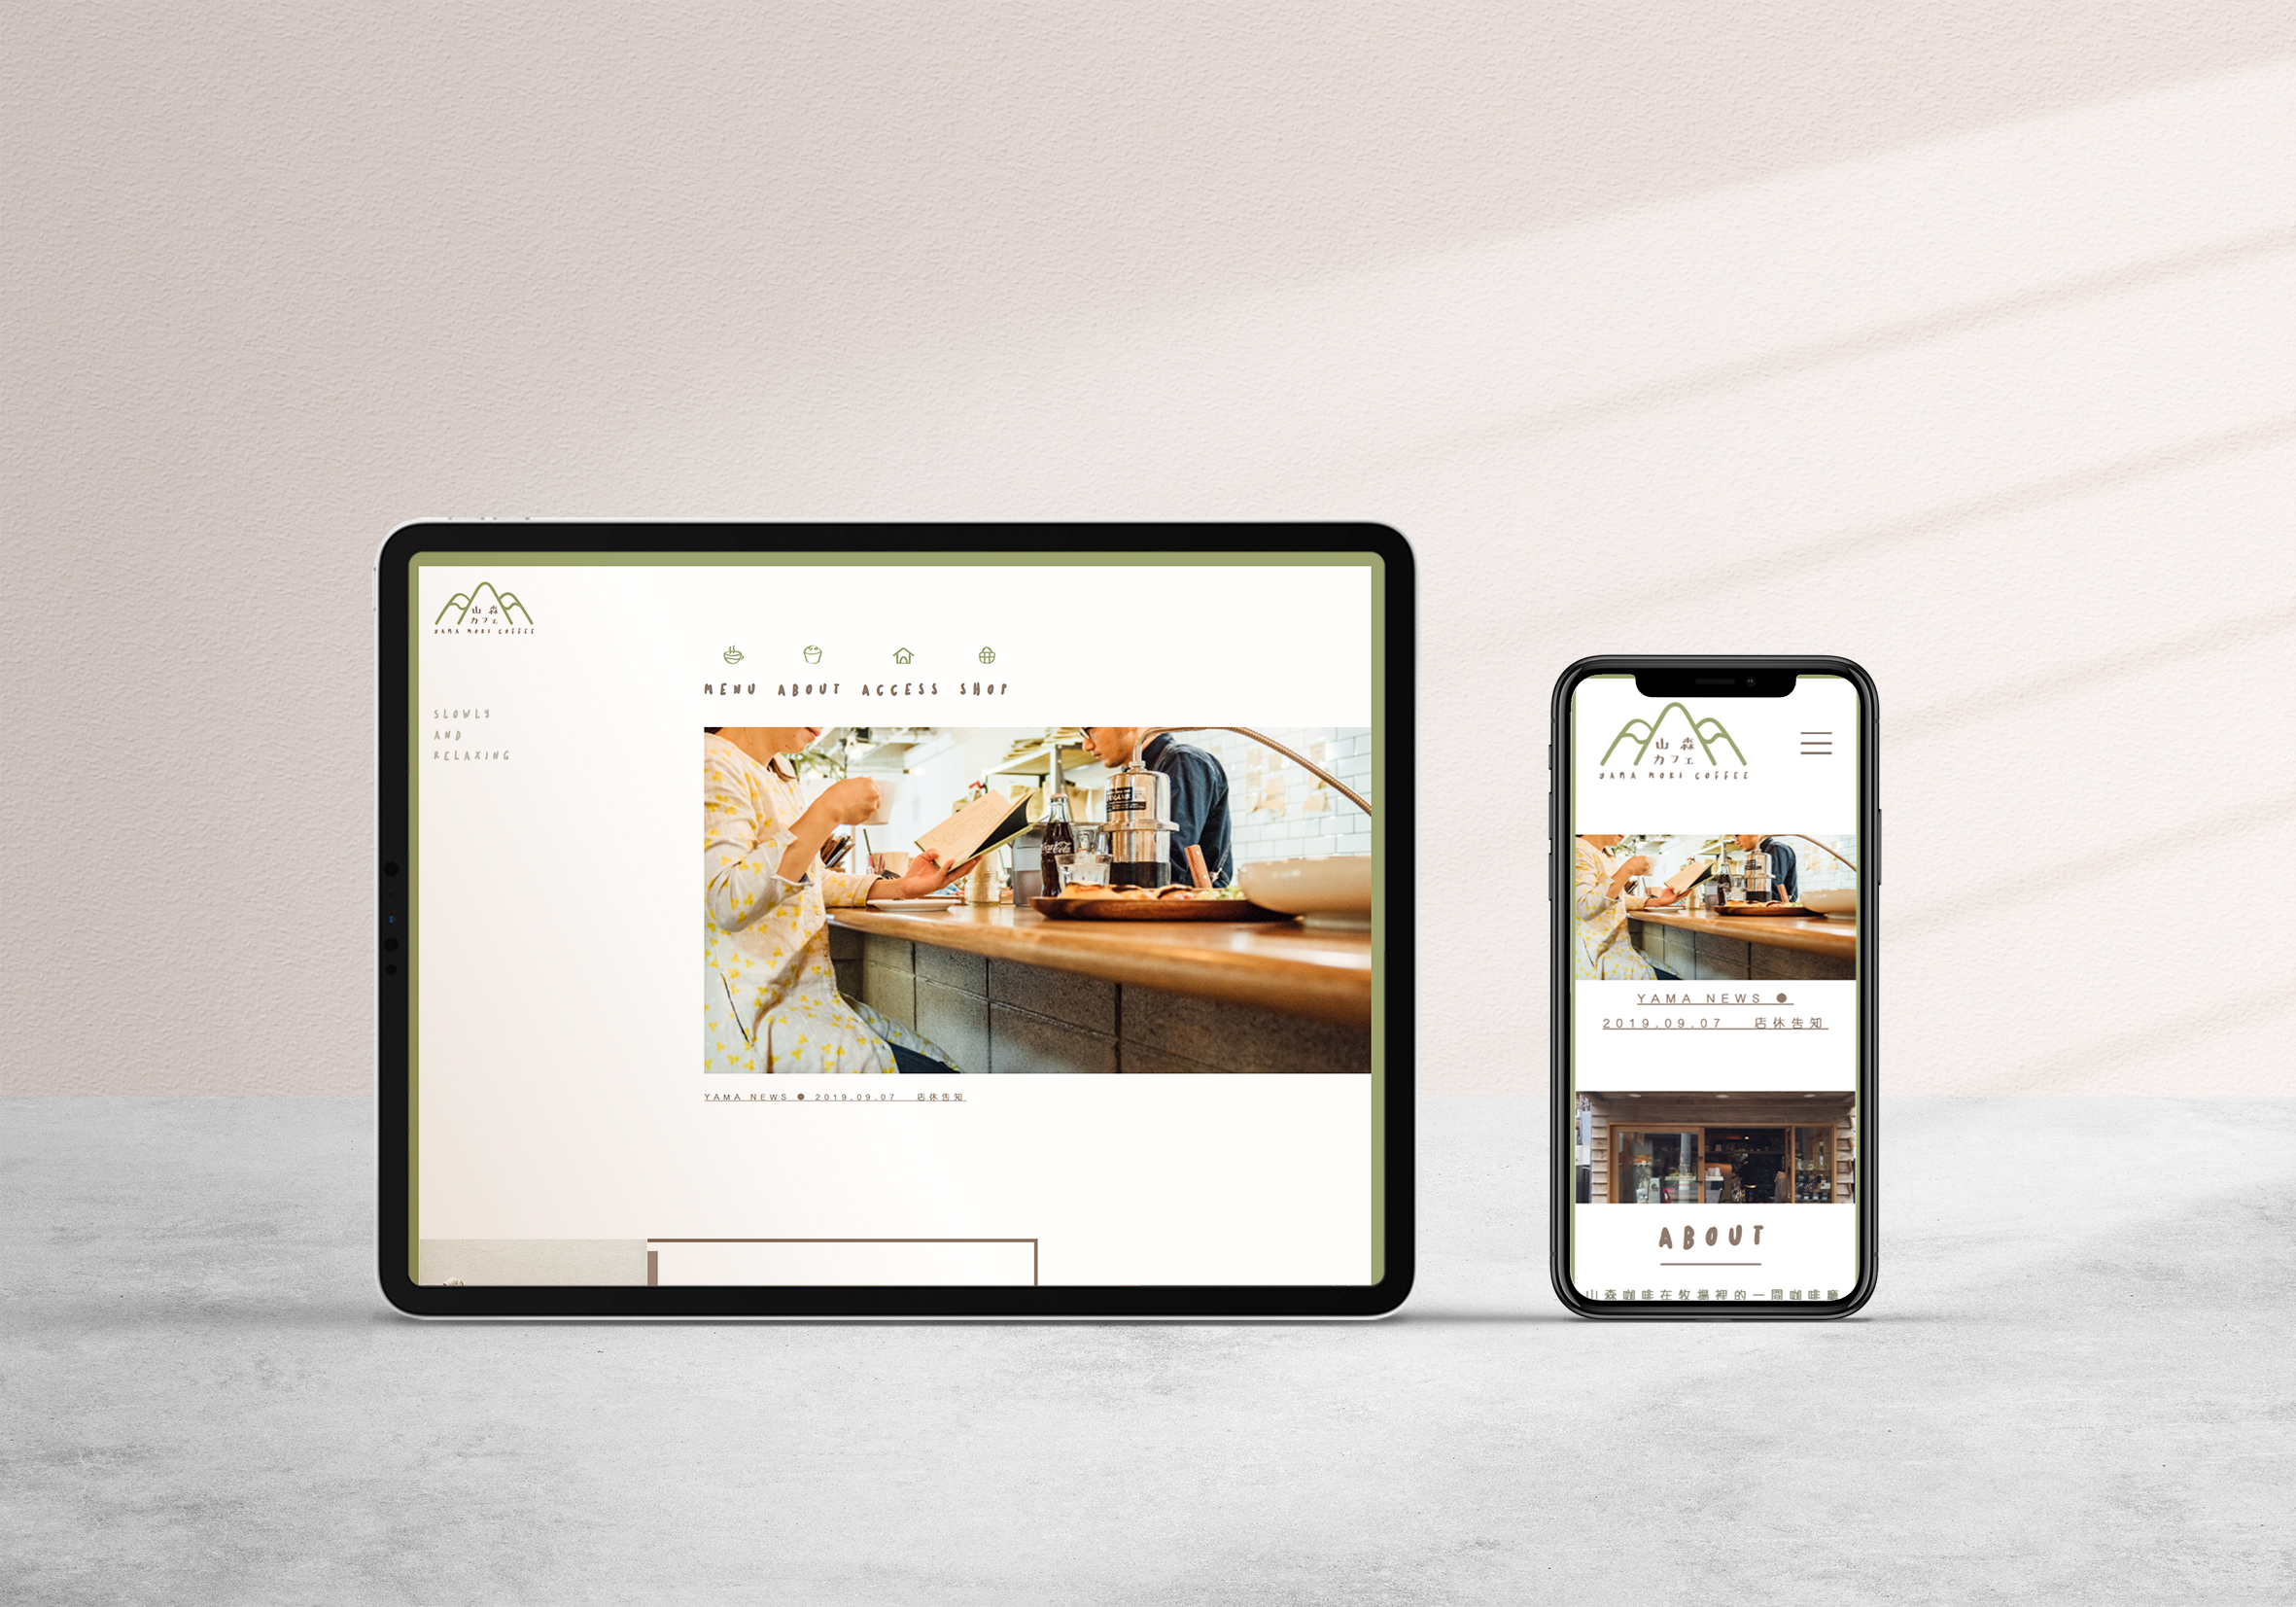 山森
カフェ
YAMA MORI COFFEE
MENU ABOUT ACCESS SHOP
SLOWLY
AND
RELAXING
Coca-Cola
YAMA NEWS ● 2019.09.07 店休告知
山森
カフェ
YAMA MORI COFFEE
YAMA NEWS ●
2019.09.07 店休告知
ABOUT
山森咖啡在牧場裡的一間咖啡廳